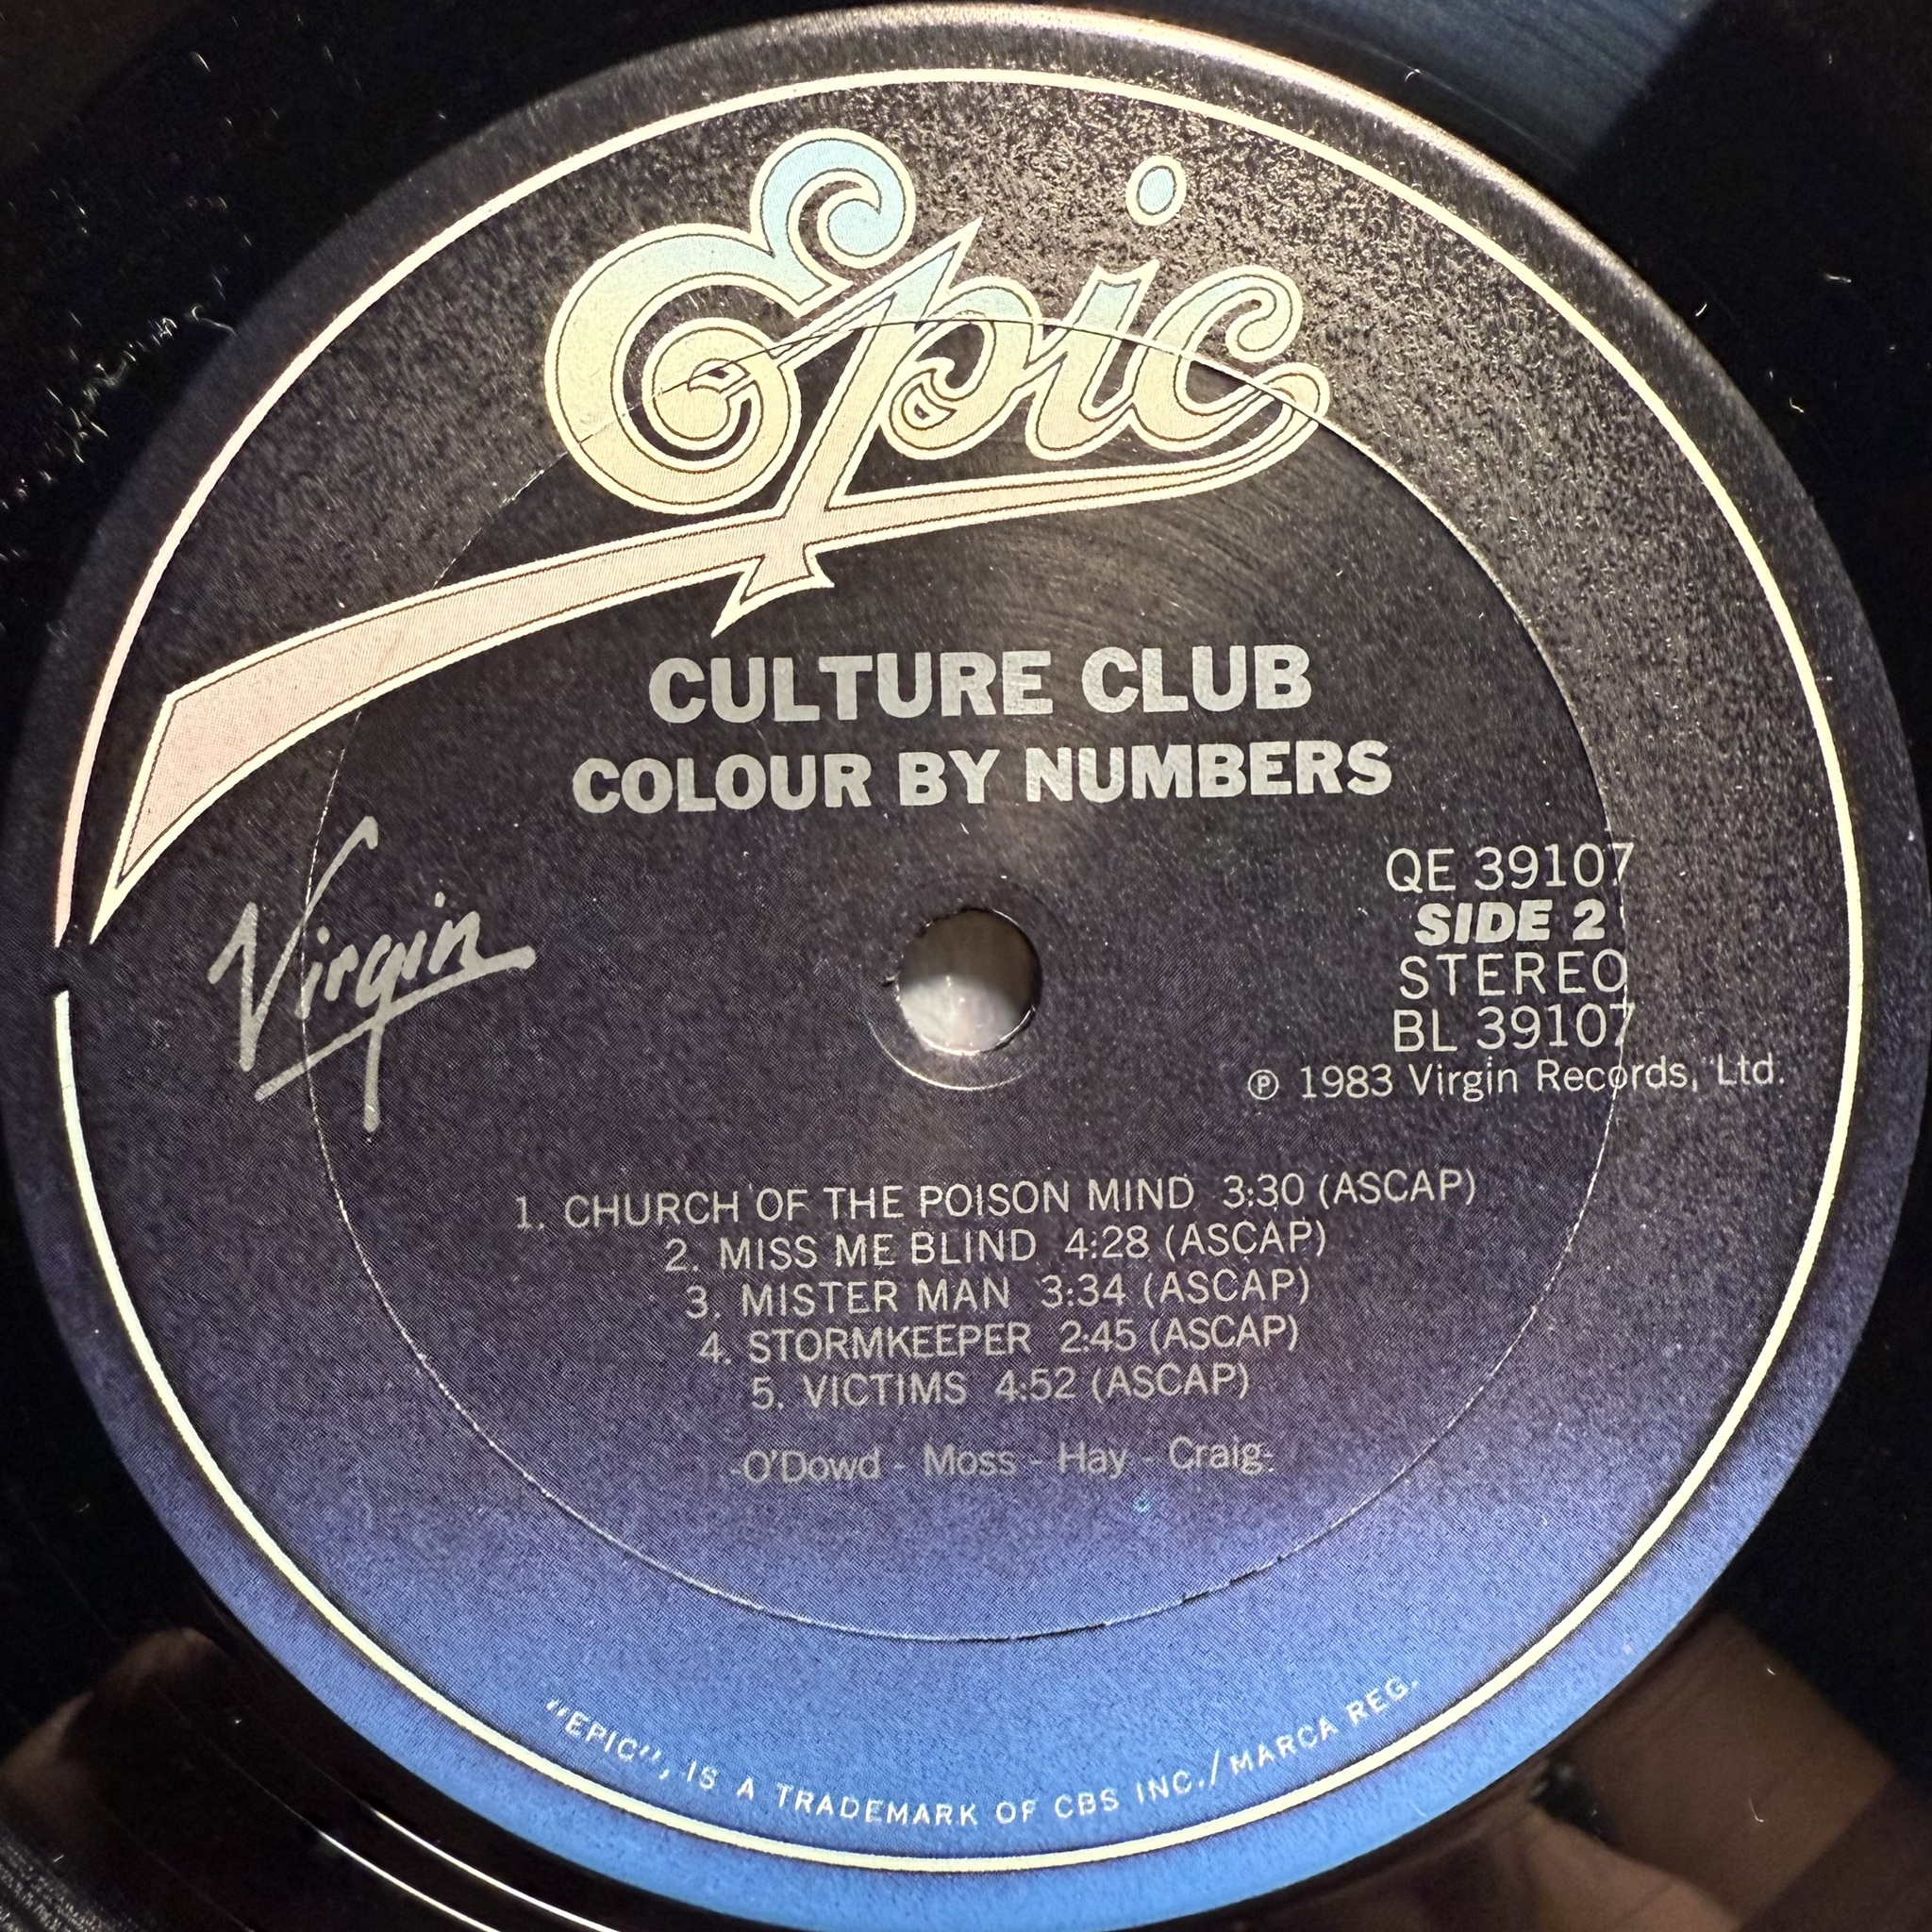 Epic
CULTURE CLUB
COLOUR BY NUMBERS
Virgin
QE 39107
SIDE 2
STEREO
BL 39107
℗ 1983 Virgin Records, Ltd.
1. CHURCH OF THE POISON MIND 3:30 (ASCAP)
2. MISS ME BLIND 4:28 (ASCAP)
3. MISTER MAN 3:34 (ASCAP)
4. STORMKEEPER 2:45 (ASCAP)
5. VICTIMS 4:52 (ASCAP)
-O'Dowd - Moss - Hay - Craig-
"EPIC", IS A TRADEMARK OF CBS INC./MARCA REG.